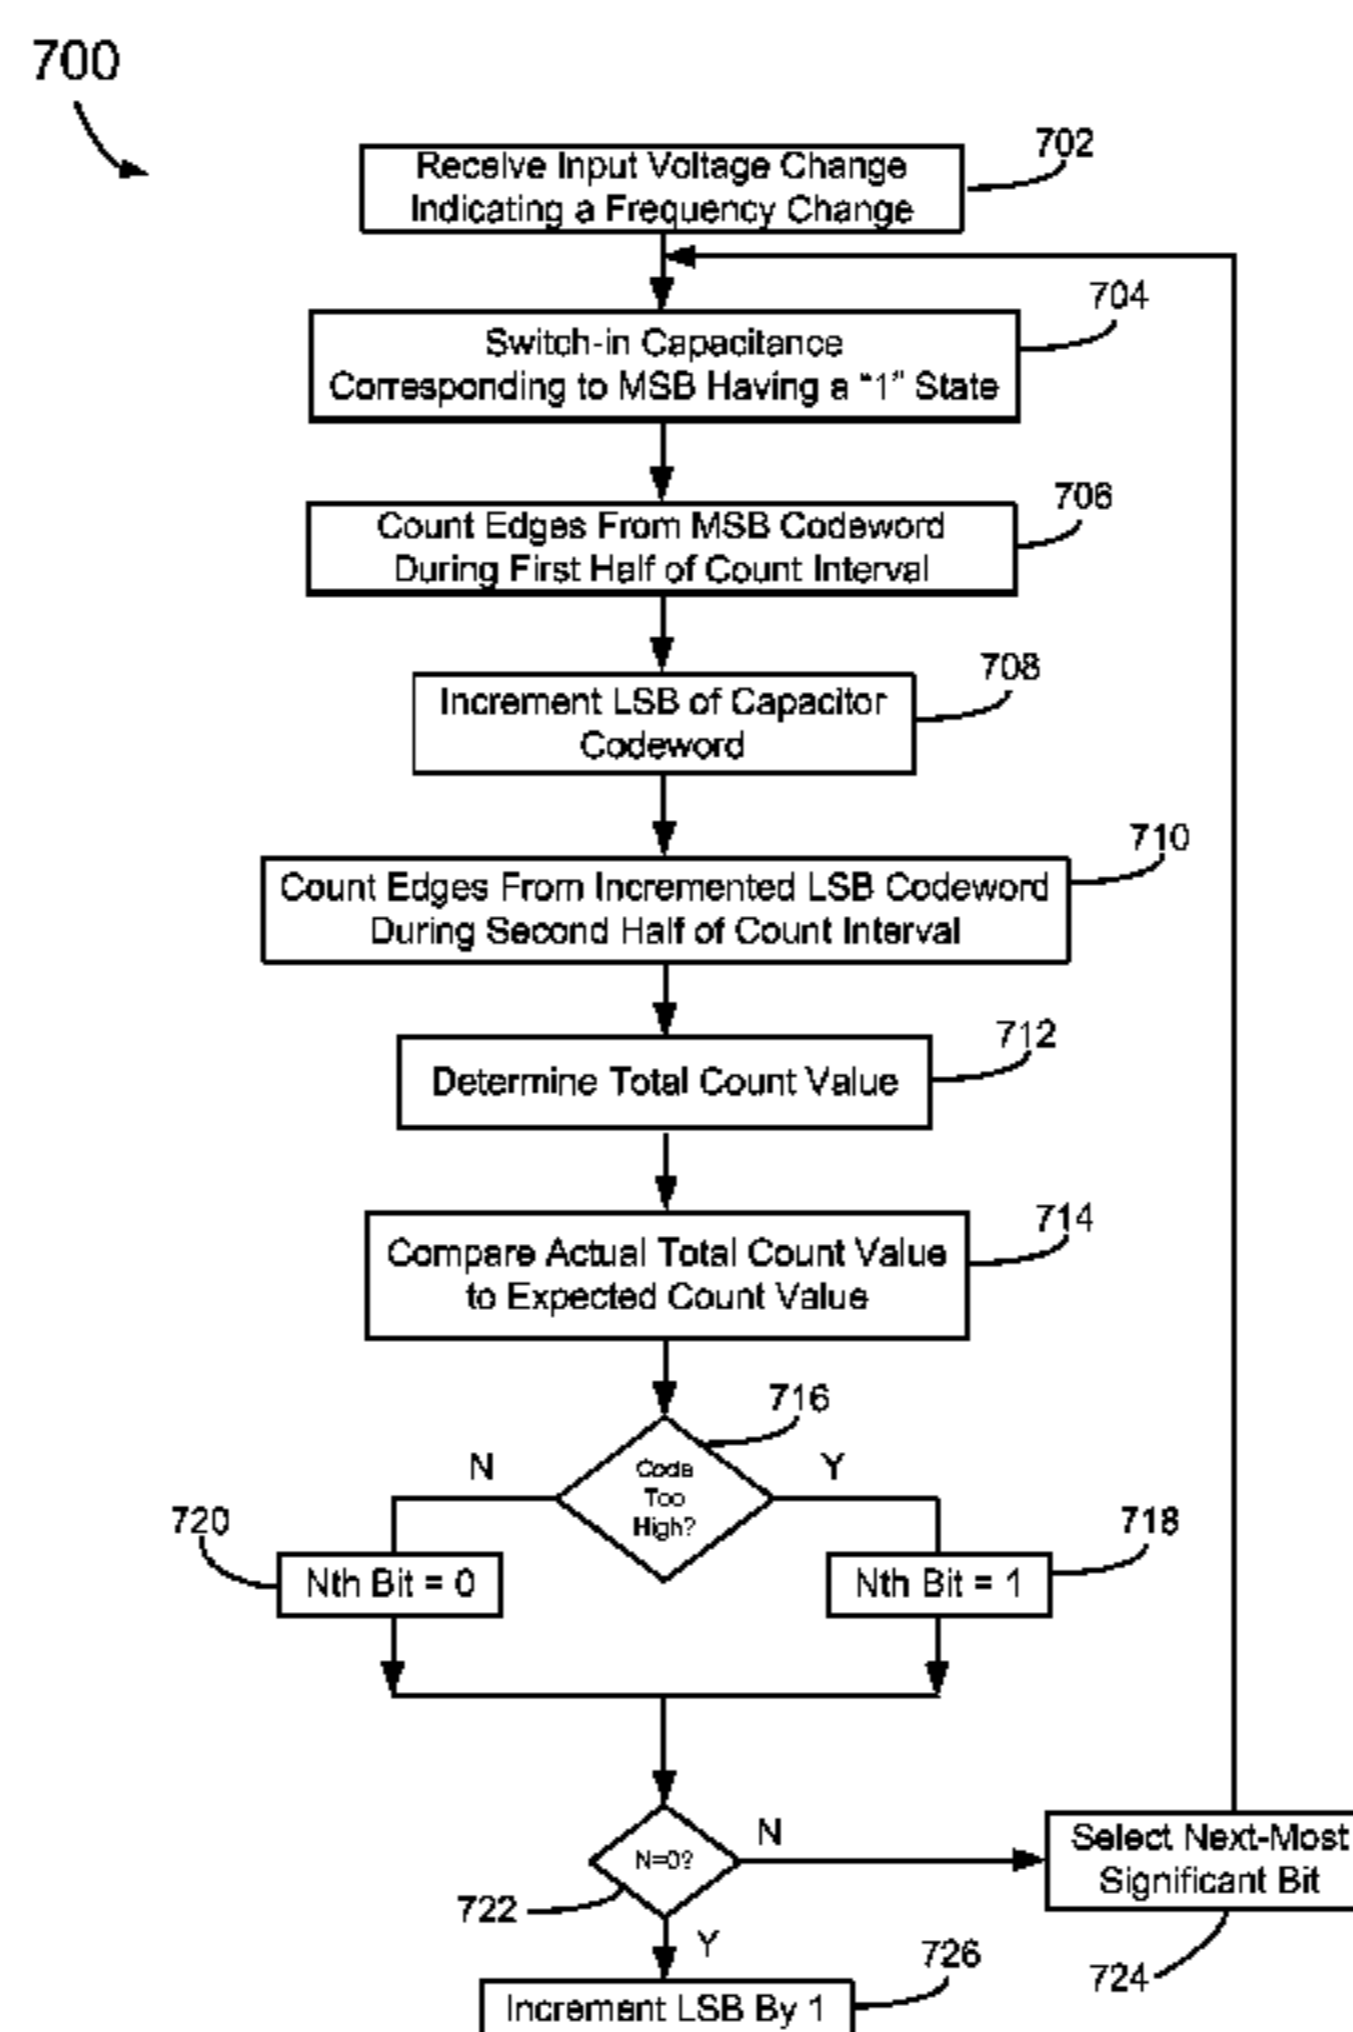 700
702
Receive Input Voltage Change
Indicating a Frequency Change
704
Switch-in Capacitance
Corresponding to MSB Having a “1” State
706
Count Edges From MSB Codeword
During First Half of Count Interval
708
Increment LSB of Capacitor
Codeword
710
Count Edges From Incremented LSB Codeword
During Second Half of Count Interval
712
Determine Total Count Value
714
Compare Actual Total Count Value
to Expected Count Value
716
N
Code
Too
High?
Y
720
718
Nth Bit = 0
Nth Bit = 1
N=0?
N
Select Next-Most
Significant Bit
722
Y
726
724
Increment LSB By 1